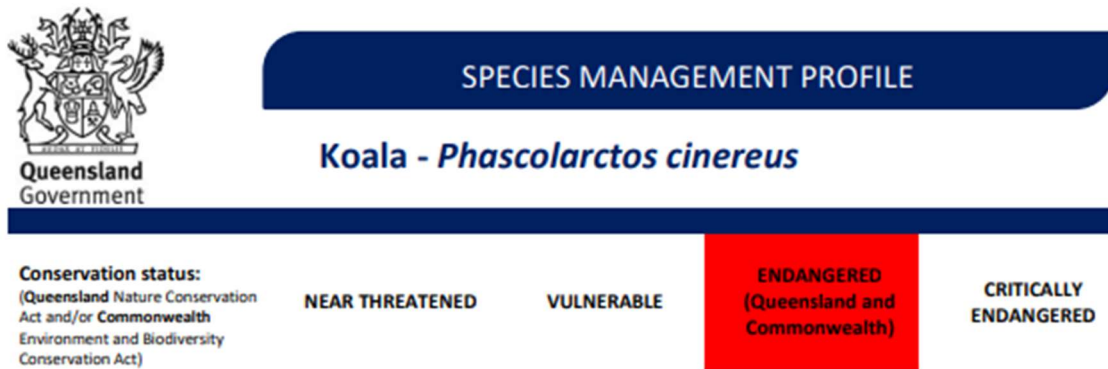 SPECIES MANAGEMENT PROFILE
Koala - Phascolarctos cinereus
Queensland
Government
Conservation status:
(Queensland Nature Conservation
Act and/or Commonwealth
Environment and Biodiversity
Conservation Act)
NEAR THREATENED
VULNERABLE
ENDANGERED
(Queensland and
Commonwealth)
CRITICALLY
ENDANGERED